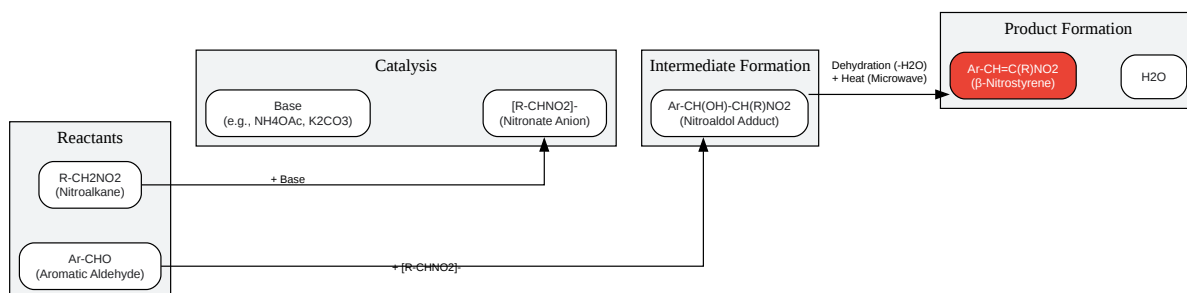 Product Formation
Ar-CH=C(R)NO2
(β-Nitrostyrene)
H2O
Dehydration (-H2O)
+ Heat (Microwave)
Catalysis
Base
(e.g., NH4OAc, K2CO3)
[R-CHNO2]-
(Nitronate Anion)
Intermediate Formation
Ar-CH(OH)-CH(R)NO2
(Nitroaldol Adduct)
Reactants
R-CH2NO2
(Nitroalkane)
+ Base
Ar-CHO
(Aromatic Aldehyde)
+ [R-CHNO2]-